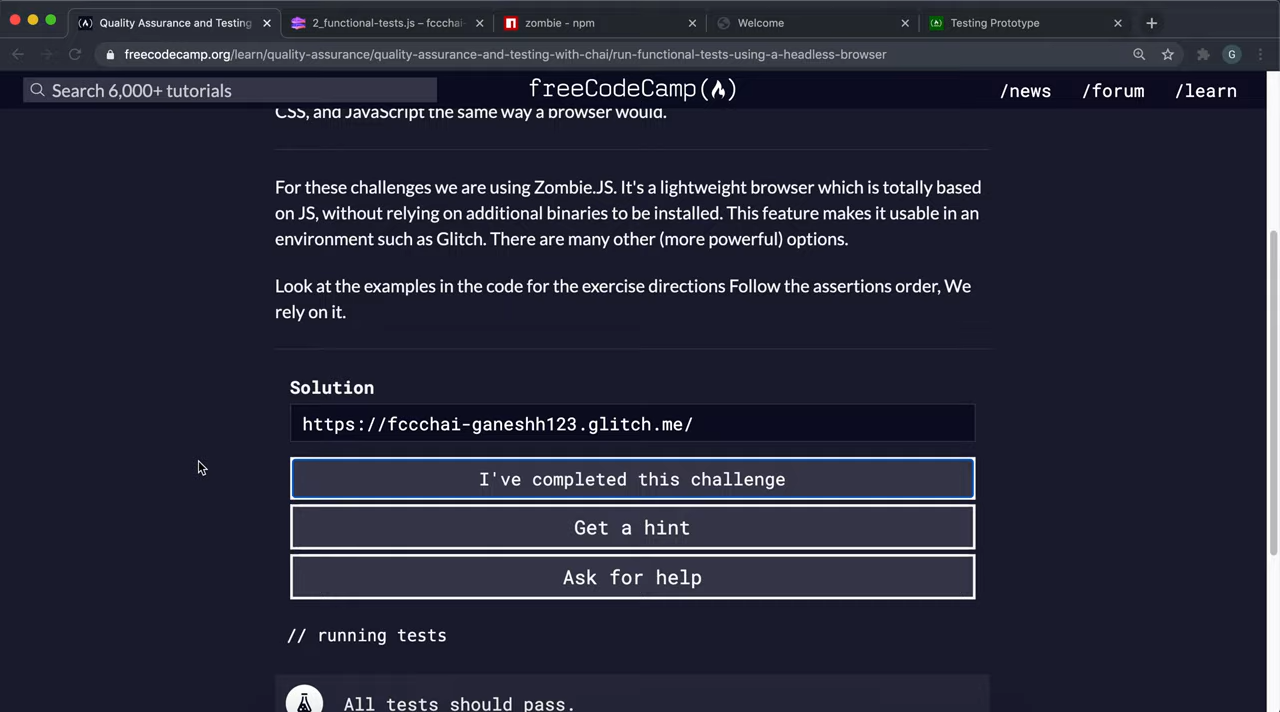 Quality Assurance and Testing
2_functional-tests.js – fccchai-
zombie - npm
Welcome
Testing Prototype
freecodecamp.org/learn/quality-assurance/quality-assurance-and-testing-with-chai/run-functional-tests-using-a-headless-browser
G
Search 6,000+ tutorials
freeCodeCamp
/news
/forum
/learn
CSS, and JavaScript the same way a browser would.
For these challenges we are using Zombie.JS. It's a lightweight browser which is totally based
on JS, without relying on additional binaries to be installed. This feature makes it usable in an
environment such as Glitch. There are many other (more powerful) options.
Look at the examples in the code for the exercise directions Follow the assertions order, We
rely on it.
Solution
https://fccchai-ganeshh123.glitch.me/
I've completed this challenge
Get a hint
Ask for help
// running tests
All tests should pass.